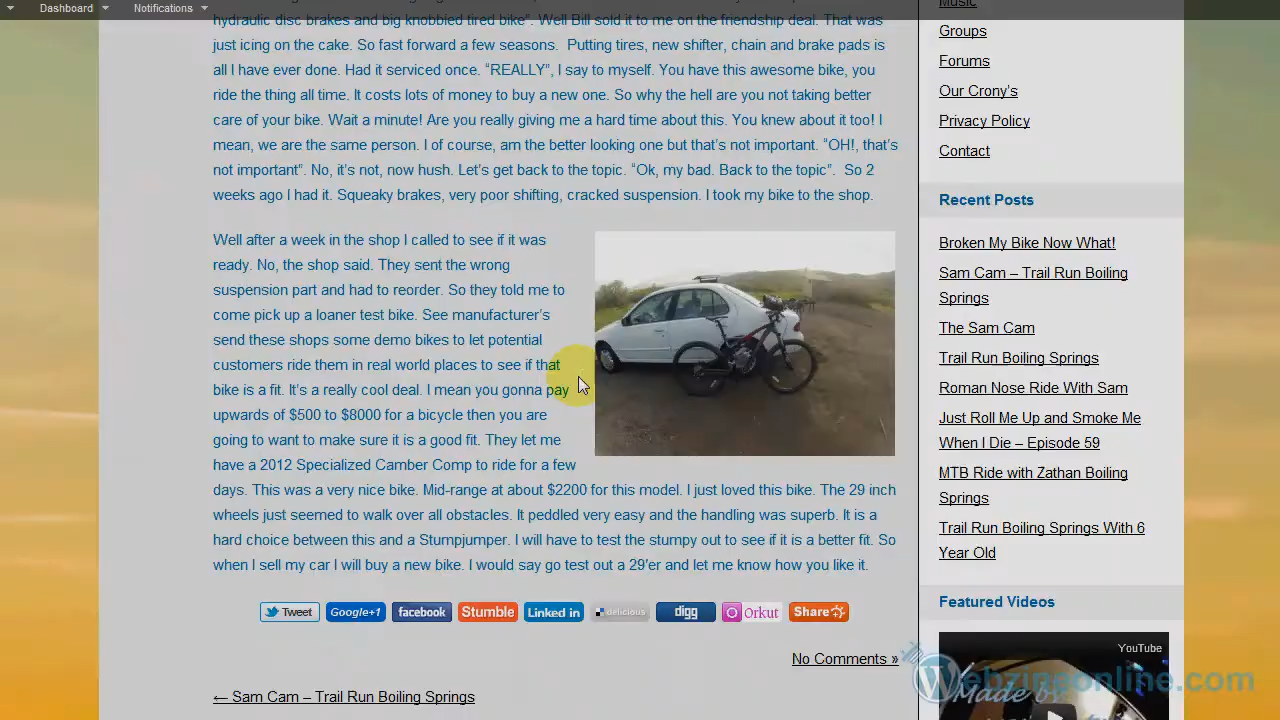 Dashboard
Notifications
hydraulic disc brakes and big knobbied tired bike”. Well Bill sold it to me on the friendship deal. That was
just icing on the cake. So fast forward a few seasons.  Putting tires, new shifter, chain and brake pads is
all I have ever done. Had it serviced once. “REALLY”, I say to myself. You have this awesome bike, you
ride the thing all time. It costs lots of money to buy a new one. So why the hell are you not taking better
care of your bike. Wait a minute! Are you really giving me a hard time about this. You knew about it too! I
mean, we are the same person. I of course, am the better looking one but that’s not important. “OH!, that’s
not important”. No, it’s not, now hush. Let’s get back to the topic. “Ok, my bad. Back to the topic”.  So 2
weeks ago I had it. Squeaky brakes, very poor shifting, cracked suspension. I took my bike to the shop.
Well after a week in the shop I called to see if it was
ready. No, the shop said. They sent the wrong
suspension part and had to reorder. So they told me to
come pick up a loaner test bike. See manufacturer’s
send these shops some demo bikes to let potential
customers ride them in real world places to see if that
bike is a fit. It’s a really cool deal. I mean you gonna pay
upwards of $500 to $8000 for a bicycle then you are
going to want to make sure it is a good fit. They let me
have a 2012 Specialized Camber Comp to ride for a few
days. This was a very nice bike. Mid-range at about $2200 for this model. I just loved this bike. The 29 inch
wheels just seemed to walk over all obstacles. It peddled very easy and the handling was superb. It is a
hard choice between this and a Stumpjumper. I will have to test the stumpy out to see if it is a better fit. So
when I sell my car I will buy a new bike. I would say go test out a 29′er and let me know how you like it.
Tweet
Google+1
facebook
Stumble
Linked in
delicious
digg
Orkut
Share
No Comments »
← Sam Cam – Trail Run Boiling Springs
Music
Groups
Forums
Our Crony’s
Privacy Policy
Contact
Recent Posts
Broken My Bike Now What!
Sam Cam – Trail Run Boiling
Springs
The Sam Cam
Trail Run Boiling Springs
Roman Nose Ride With Sam
Just Roll Me Up and Smoke Me
When I Die – Episode 59
MTB Ride with Zathan Boiling
Springs
Trail Run Boiling Springs With 6
Year Old
Featured Videos
YouTube
Made by
Webzineonline.com